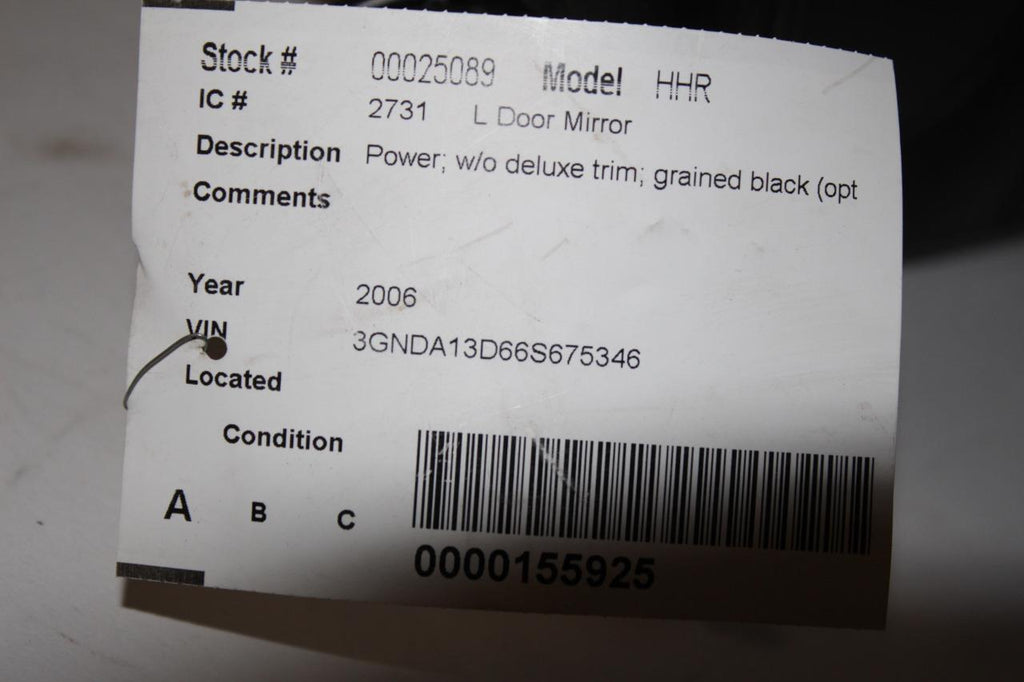 Stock # 00025089 Model HHR
IC # 2731 L Door Mirror
Description Power; w/o deluxe trim; grained black (opt
Comments
Year 2006
VIN 3GNDA13D66S675346
Located
Condition
A B C
0000155925